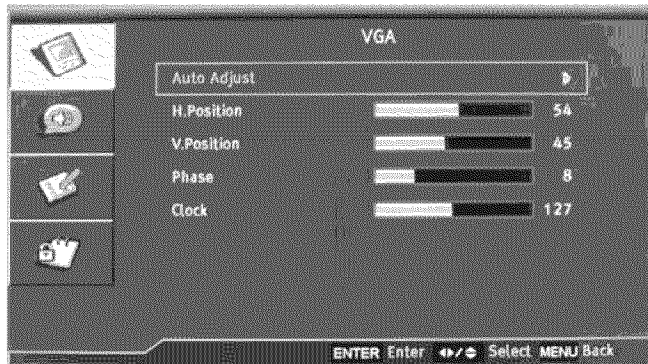 VGA
Auto Adjust
H.Position 54
V.Position 45
Phase 8
Clock 127
ENTER Enter Select MENU Back